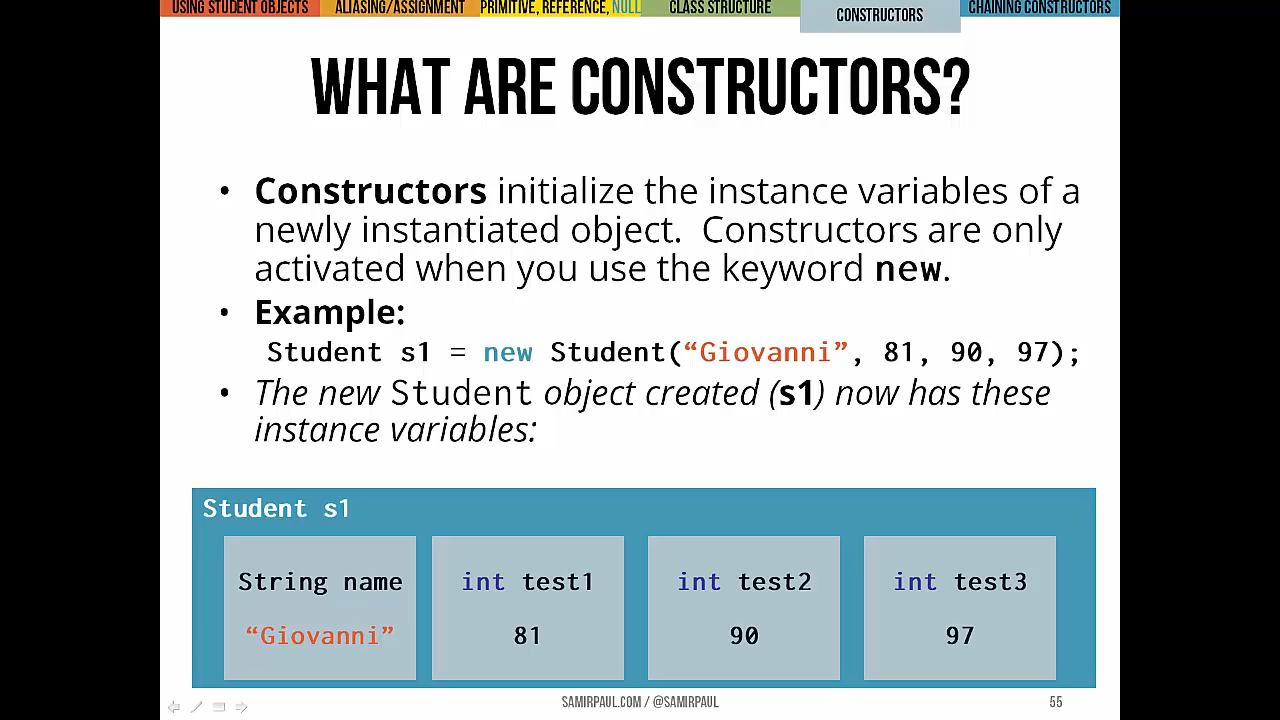 USING STUDENT OBJECTS ALIASING/ASSIGNMENT PRIMITIVE, REFERENCE, NULL CLASS STRUCTURE CONSTRUCTORS CHAINING CONSTRUCTORS
WHAT ARE CONSTRUCTORS?
• Constructors initialize the instance variables of a
newly instantiated object.  Constructors are only
activated when you use the keyword new.
• Example:
Student s1 = new Student(“Giovanni”, 81, 90, 97);
• The new Student object created (s1) now has these
instance variables:
Student s1
String name int test1 int test2 int test3
“Giovanni” 81 90 97
SAMIRPAUL.COM / @SAMIRPAUL 55